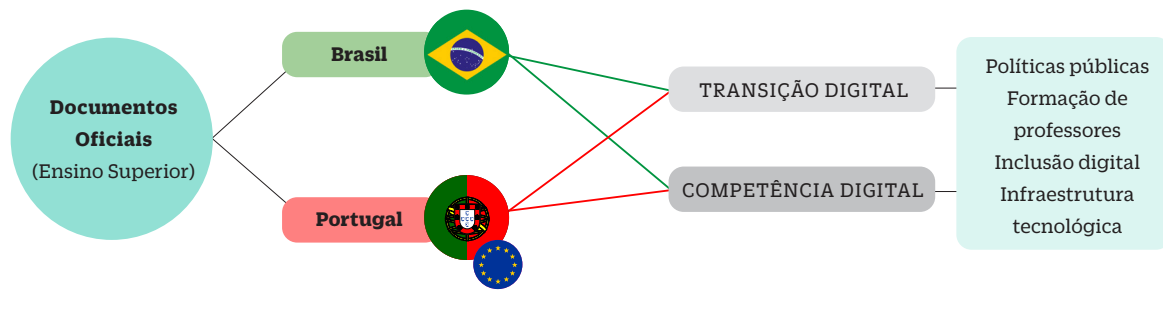 Documentos
Oficiais
(Ensino Superior)
Brasil
Portugal
TRANSIÇÃO DIGITAL
COMPETÊNCIA DIGITAL
Políticas públicas
Formação de
professores
Inclusão digital
Infraestrutura
tecnológica